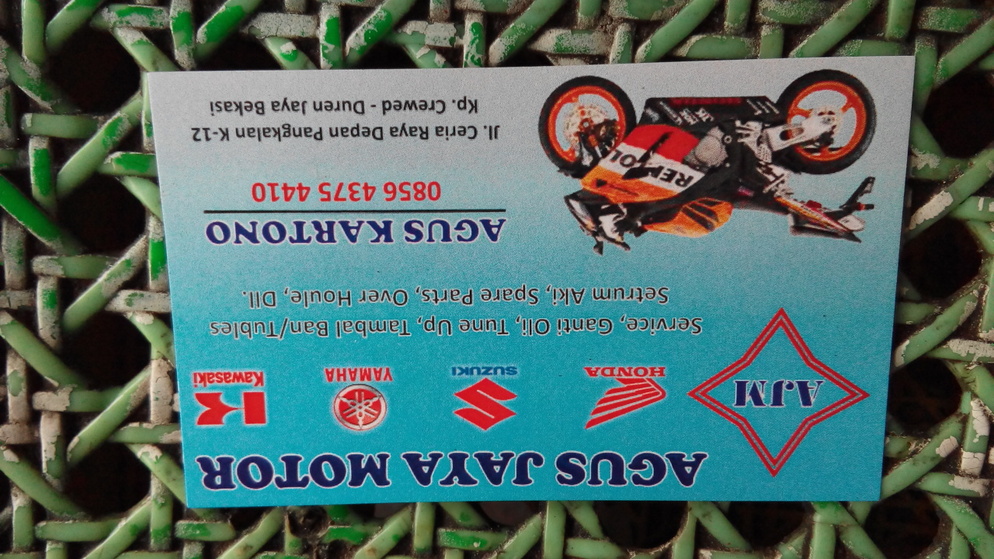 AGUS JAYA MOTOR
AJM
HONDA
SUZUKI
YAMAHA
Kawasaki
Service, Ganti Oli, Tune Up, Tambal Ban/Tubles
Setrum Aki, Spare Parts, Over Houle, Dll.
AGUS KARTONO
0856 4375 4410
Jl. Ceria Raya Depan Pangkalan K-12
Kp. Crewed - Duren Jaya Bekasi
REPSOL